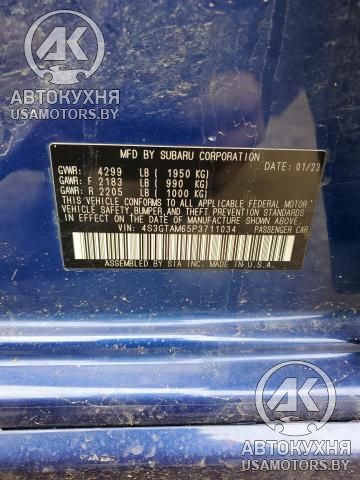 АВТОКУХНЯ
USAMOTORS.BY
АВТОКУХНЯ
USAMOTORS.BY
MFD BY SUBARU CORPORATION DATE: 01/23
GVWR: 4299 LB ( 1950 KG)
GAWR: F 2183 LB ( 990 KG)
GAWR: R 2205 LB ( 1000 KG)
THIS VEHICLE CONFORMS TO ALL APPLICABLE FEDERAL MOTOR
VEHICLE SAFETY, BUMPER, AND THEFT PREVENTION STANDARDS
IN EFFECT ON THE DATE OF MANUFACTURE SHOWN ABOVE.
VIN: 4S3GTAM65P3711034 PASSENGER CAR
ASSEMBLED BY SIA INC. MADE IN U.S.A.
АВТОКУХНЯ
USAMOTORS.BY